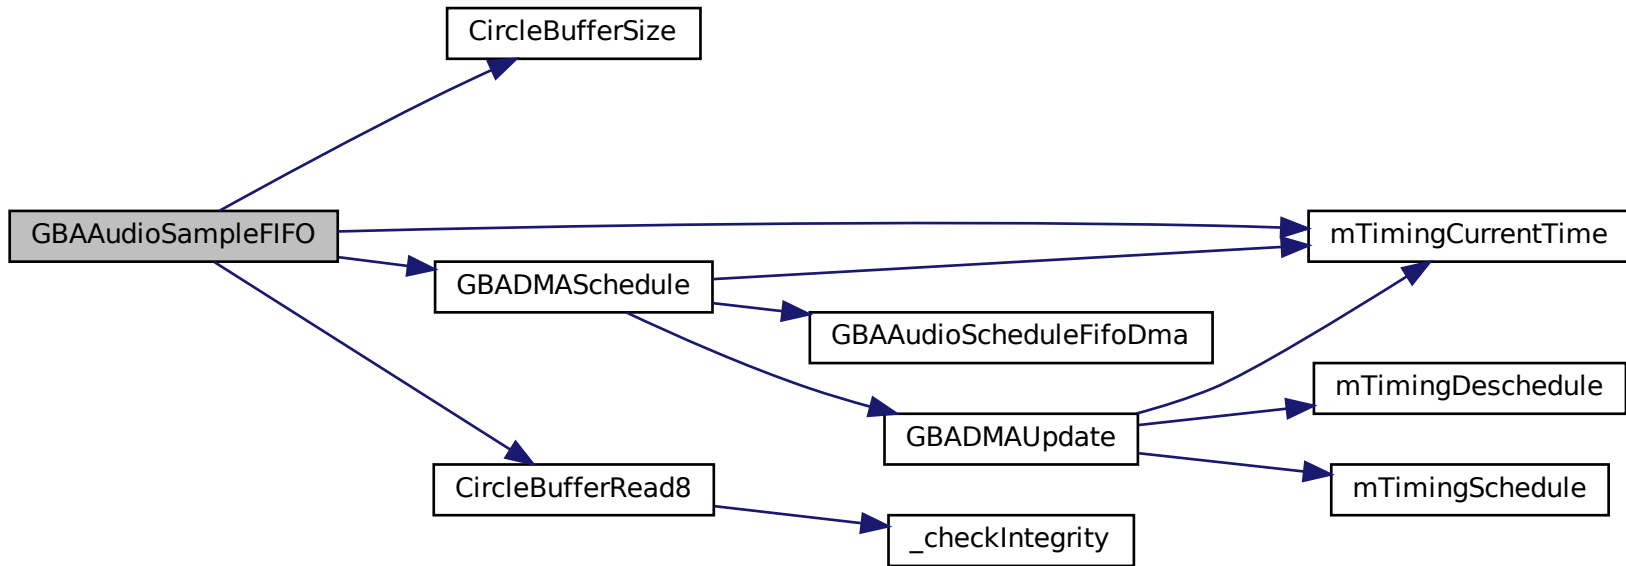 CircleBufferSize
GBAAudioSampleFIFO
mTimingCurrentTime
GBADMASchedule
GBAAudioScheduleFifoDma
mTimingDeschedule
GBADMAUpdate
CircleBufferRead8
mTimingSchedule
_checkIntegrity